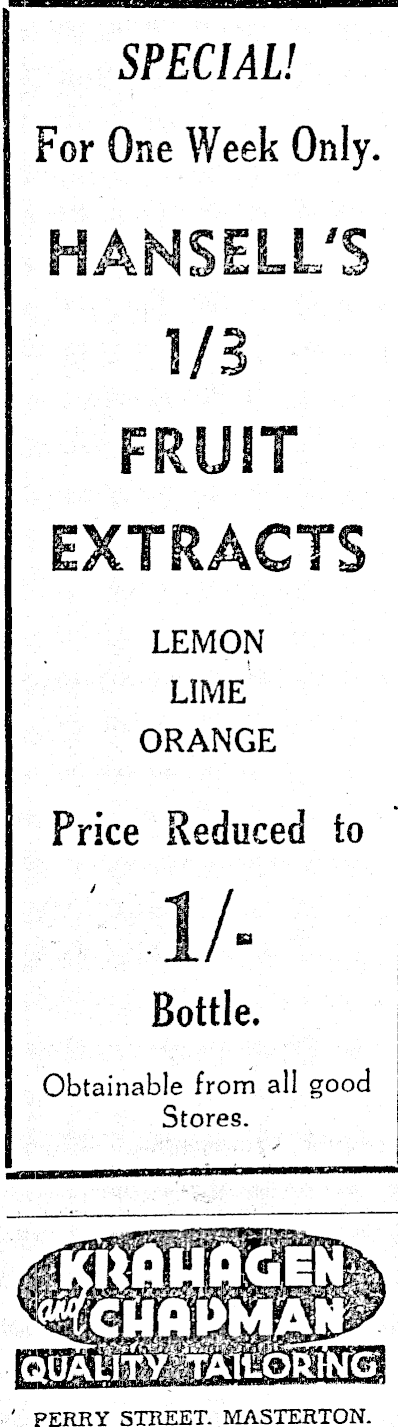 SPECIAL!
For One Week Only.
HANSELL'S
1/3
FRUIT
EXTRACTS
LEMON
LIME
ORANGE
Price Reduced to
1/-
Bottle.
Obtainable from all good
Stores.
KRAHAGEN
and
CHAPMAN
QUALITY TAILORING
PERRY STREET. MASTERTON.